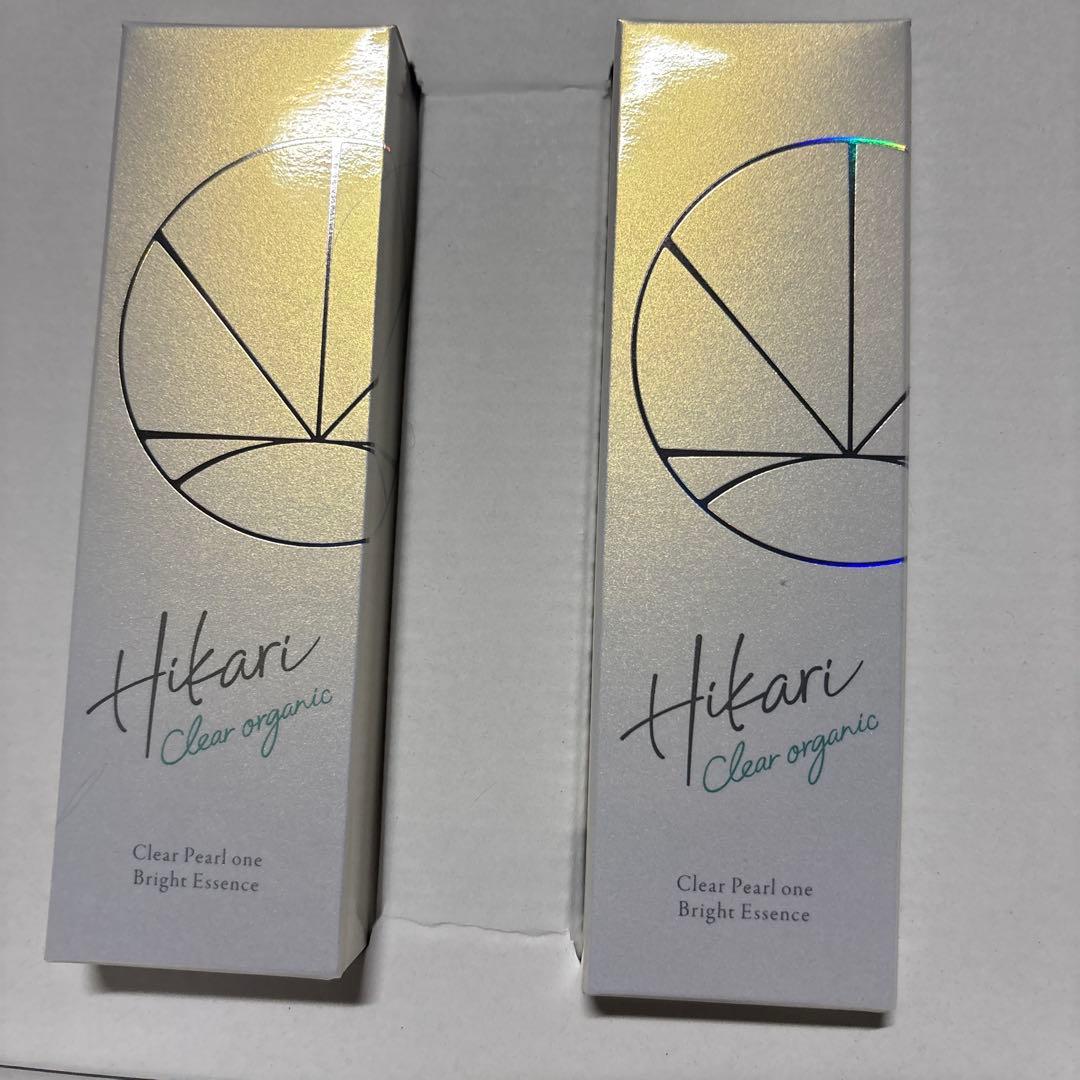 Hikari
Clear organic
Clear Pearl one
Bright Essence
Hikari
Clear organic
Clear Pearl one
Bright Essence